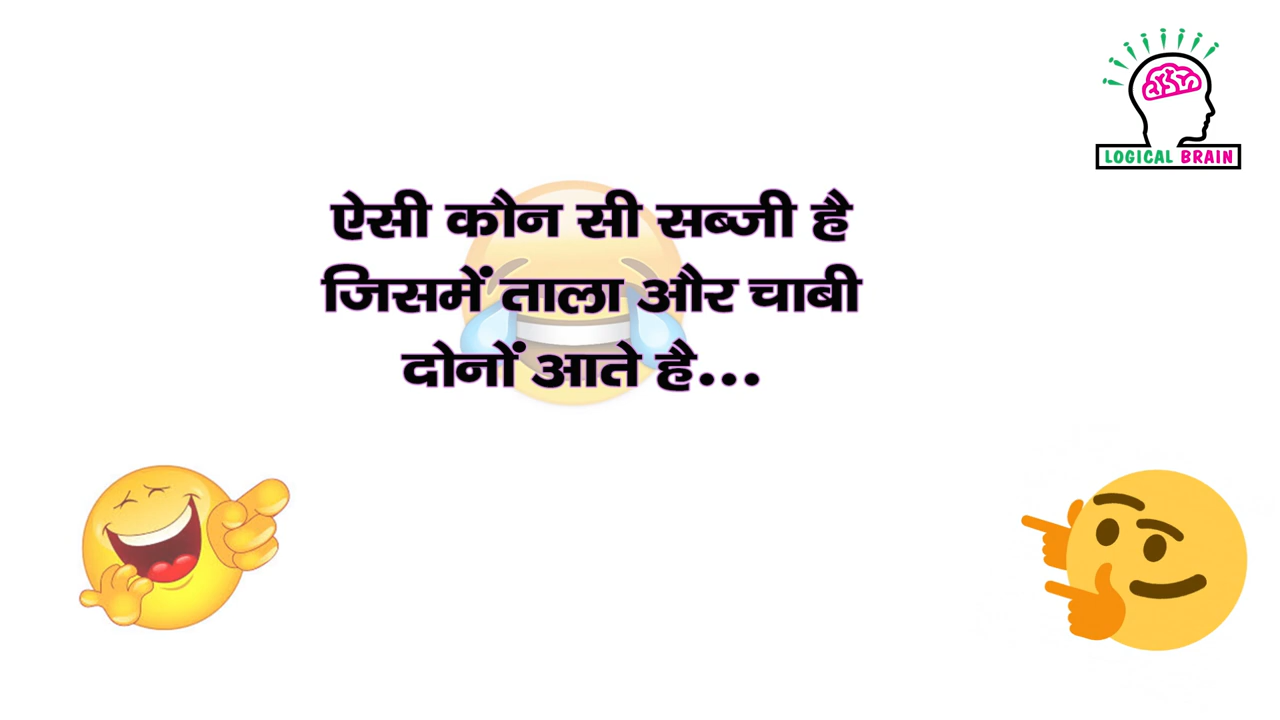 LOGICAL BRAIN
ऐसी कौन सी सब्जी है
जिसमें ताला और चाबी
दोनों आते है...